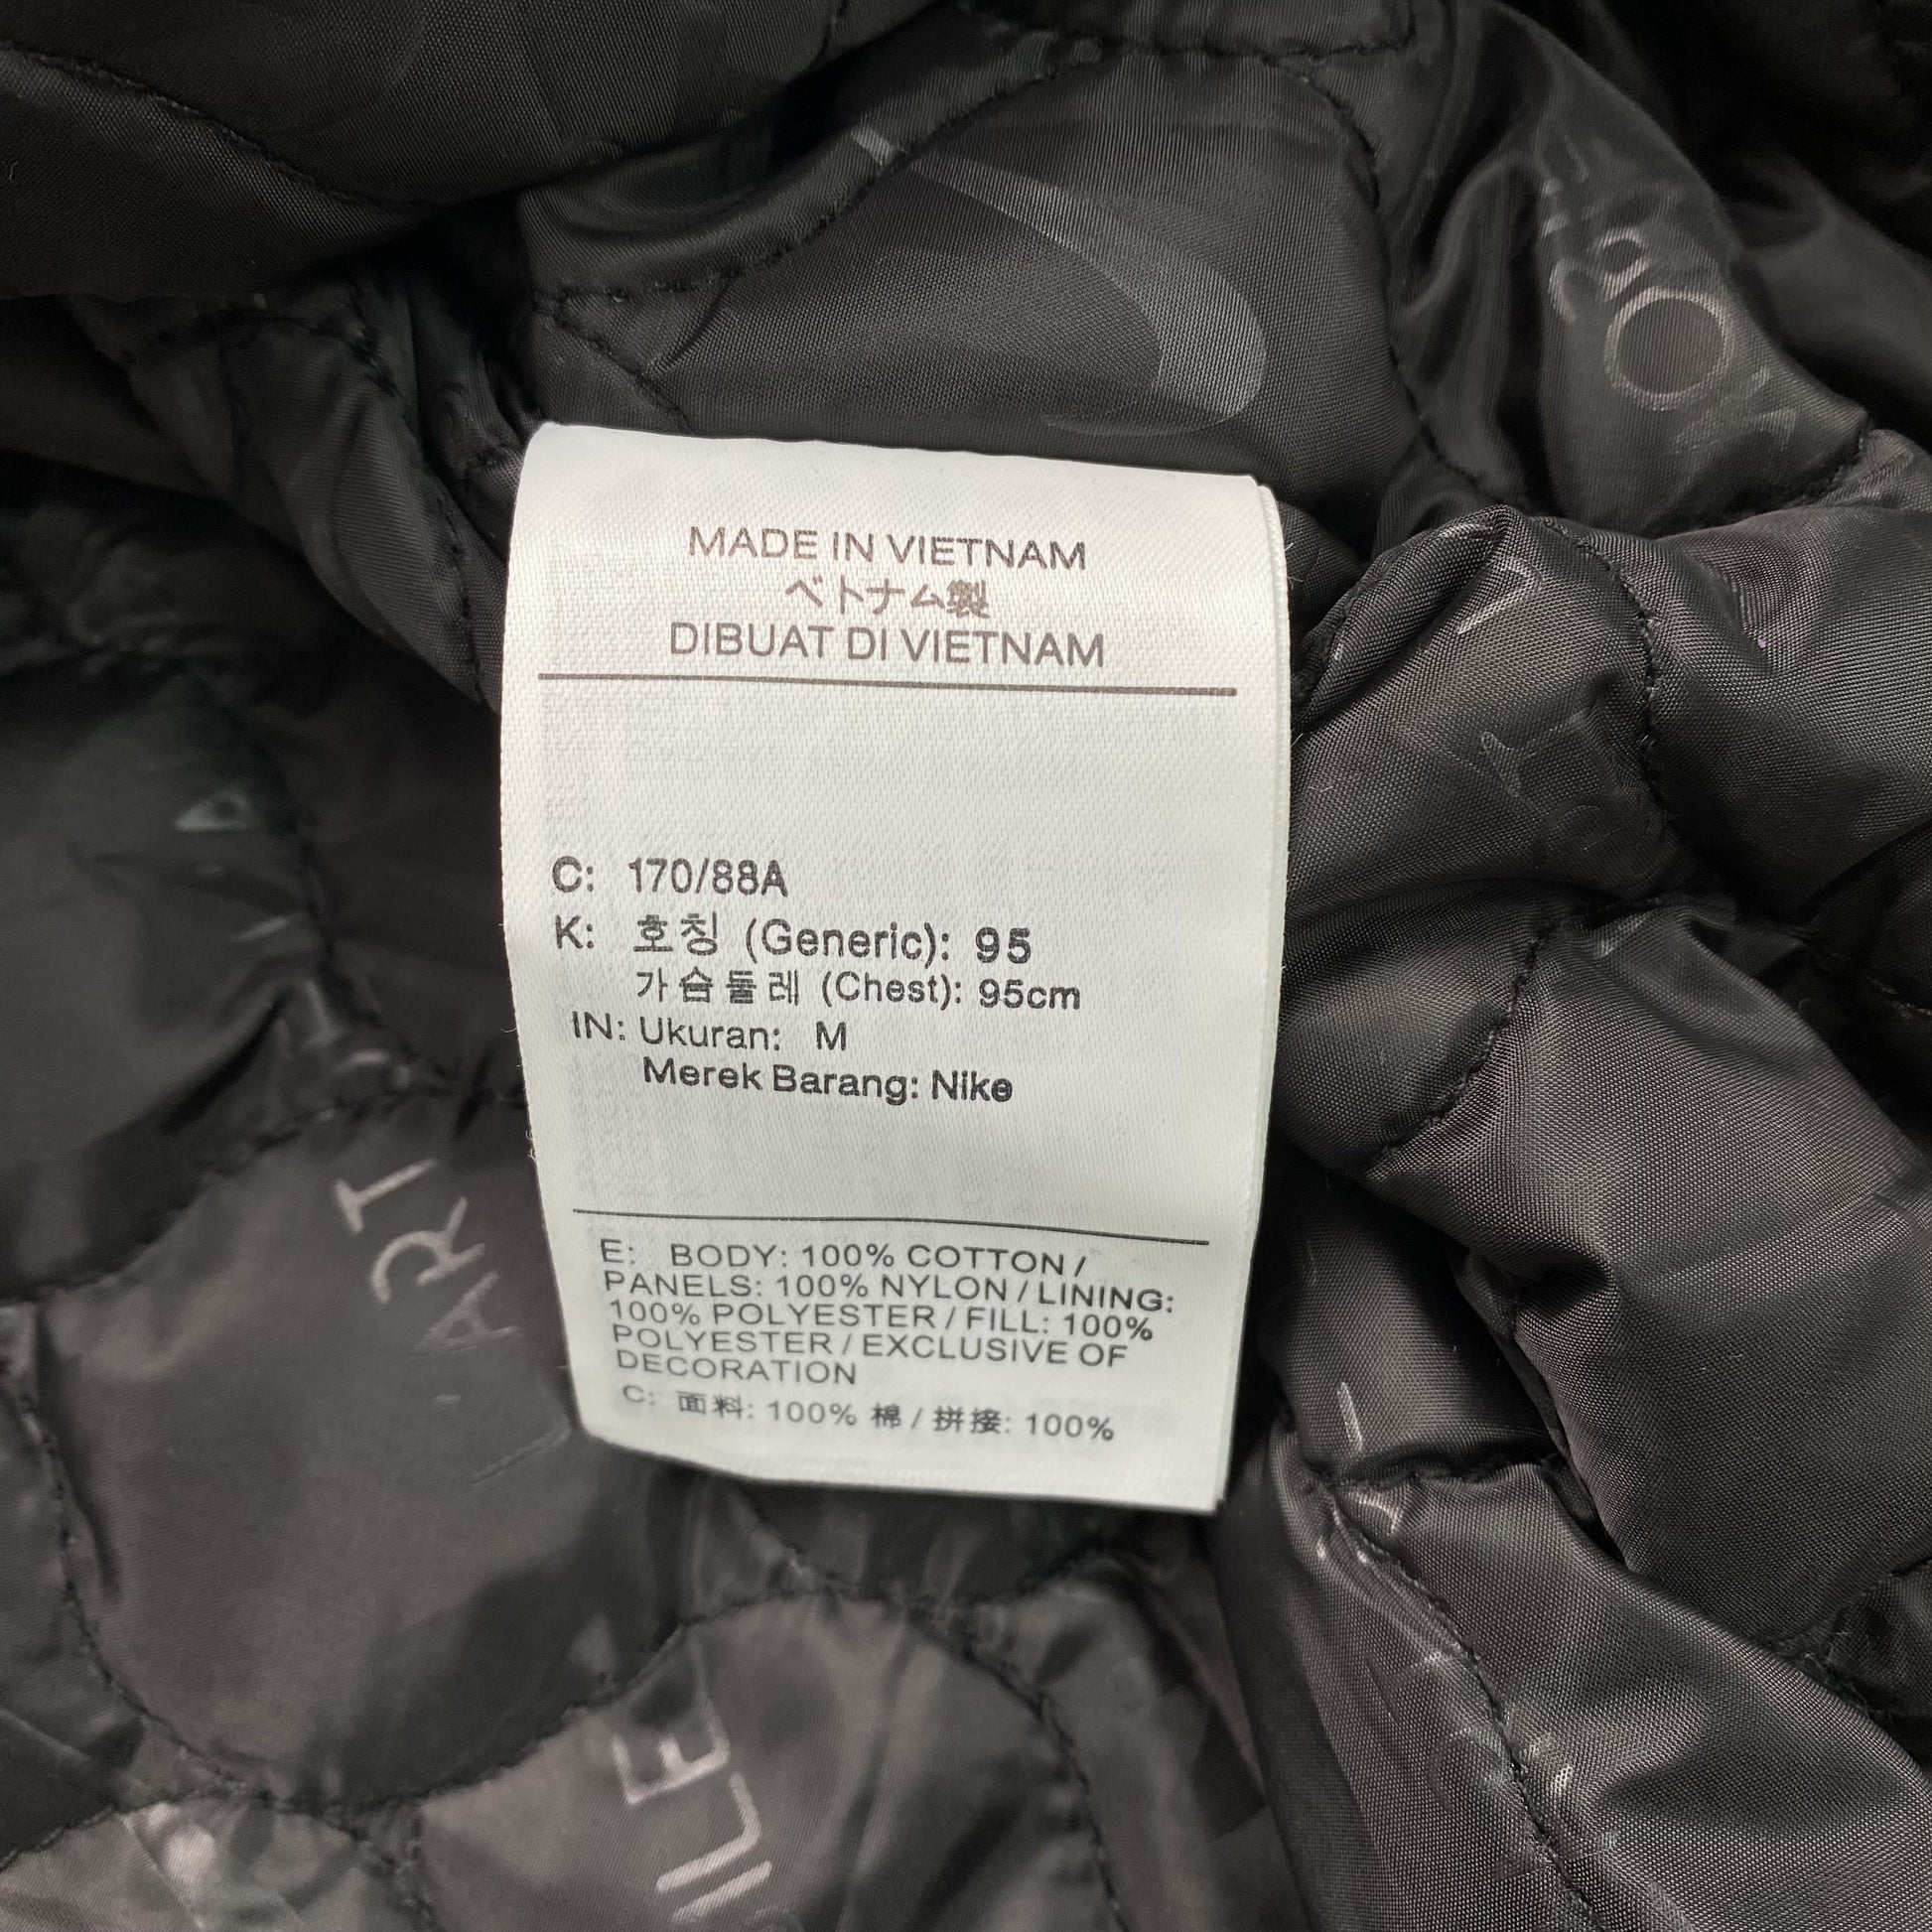 MADE IN VIETNAM
ベトナム製
DIBUAT DI VIETNAM
C: 170/88A
K: 호칭 (Generic): 95
가슴둘레 (Chest): 95cm
IN: Ukuran: M
Merek Barang: Nike
E: BODY: 100% COTTON /
PANELS: 100% NYLON / LINING:
100% POLYESTER / FILL: 100%
POLYESTER / EXCLUSIVE OF
DECORATION
C: 面料: 100% 棉 / 拼接: 100%
ART